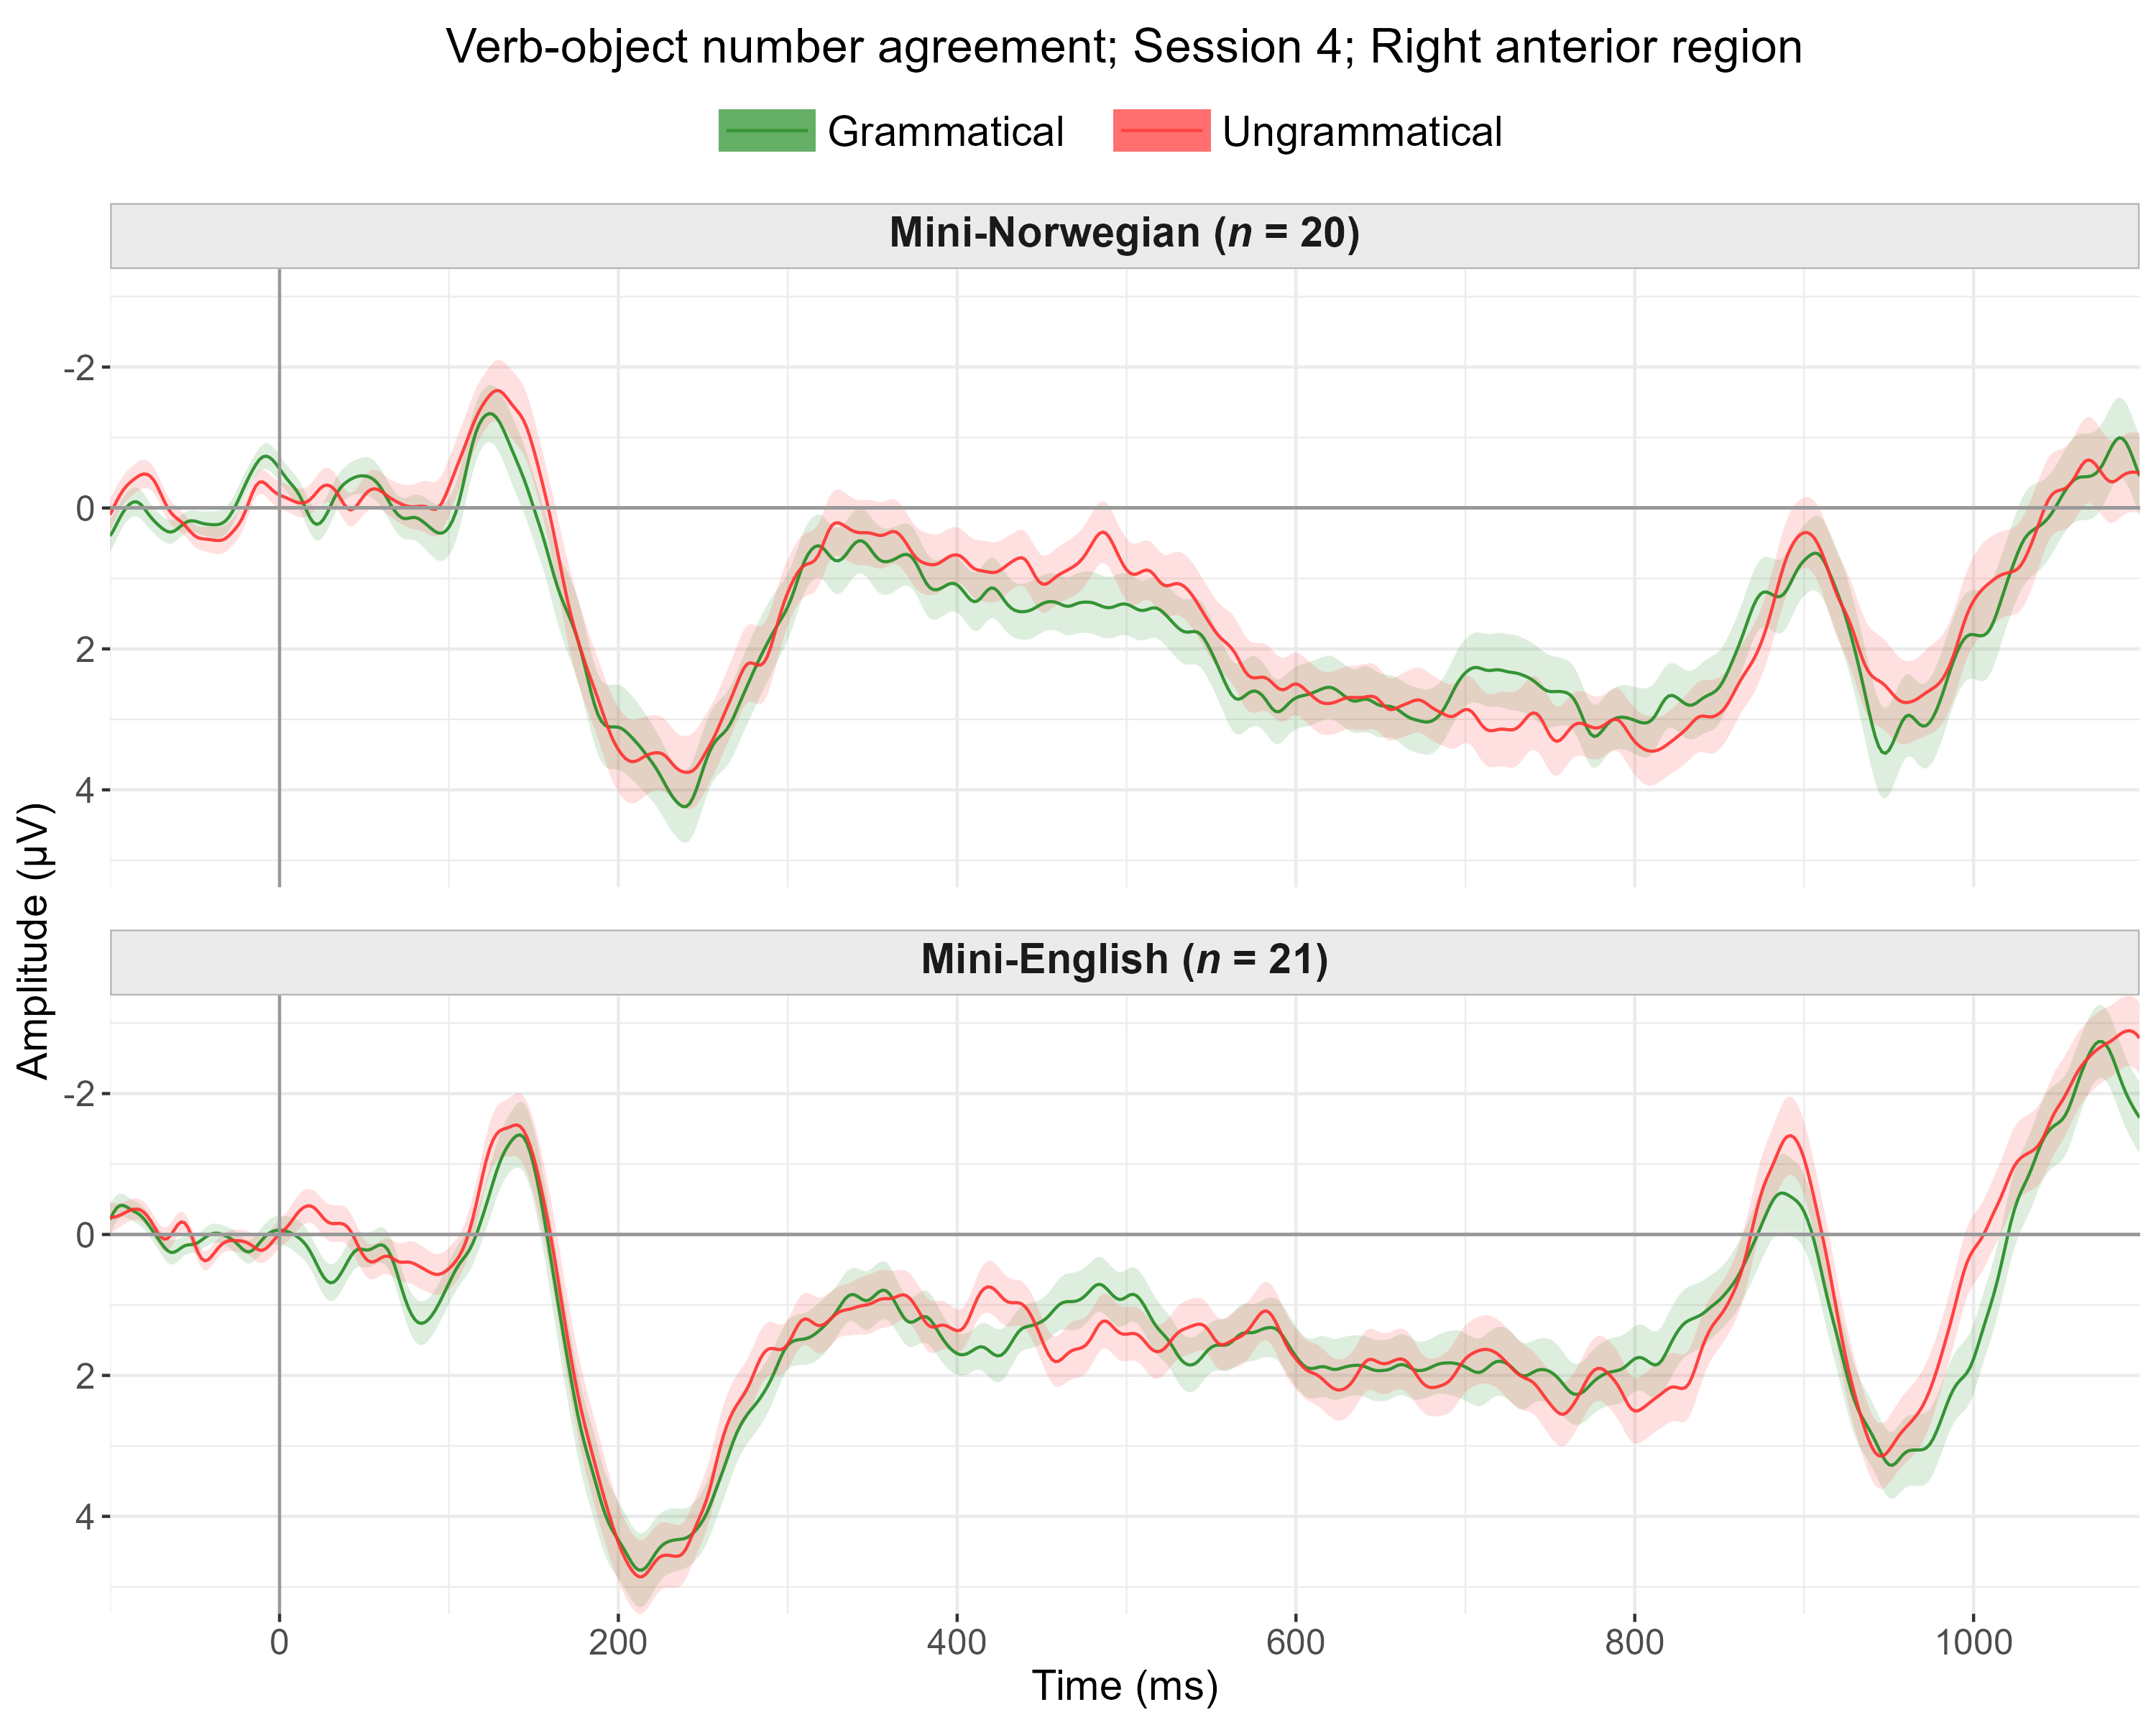 Verb-object number agreement; Session 4; Right anterior region
Grammatical Ungrammatical
Mini-Norwegian (n = 20)
-2
0
2
4
Amplitude (µV)
Mini-English (n = 21)
-2
0
2
4
0 200 400 600 800 1000
Time (ms)